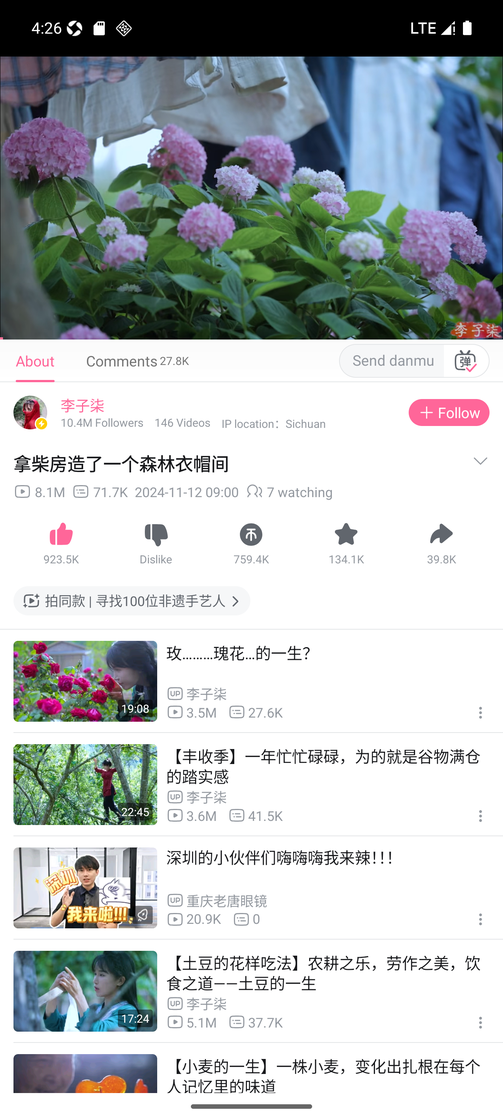 4:26
LTE
李子柒
About
Comments 27.8K
Send danmu
弹
李子柒
10.4M Followers 146 Videos IP location： Sichuan
+ Follow
拿柴房造了一个森林衣帽间
8.1M 71.7K 2024-11-12 09:00 7 watching
923.5K
Dislike
759.4K
134.1K
39.8K
拍同款 | 寻找100位非遗手艺人
19:08
玫………瑰花…的一生？
UP 李子柒
3.5M 27.6K
22:45
【丰收季】一年忙忙碌碌，为的就是谷物满仓
的踏实感
UP 李子柒
3.6M 41.5K
深圳
我来啦!!!
深圳的小伙伴们嗨嗨嗨我来辣！！！
UP 重庆老唐眼镜
20.9K 0
17:24
【土豆的花样吃法】农耕之乐，劳作之美，饮
食之道——土豆的一生
UP 李子柒
5.1M 37.7K
【小麦的一生】一株小麦，变化出扎根在每个
人记忆里的味道